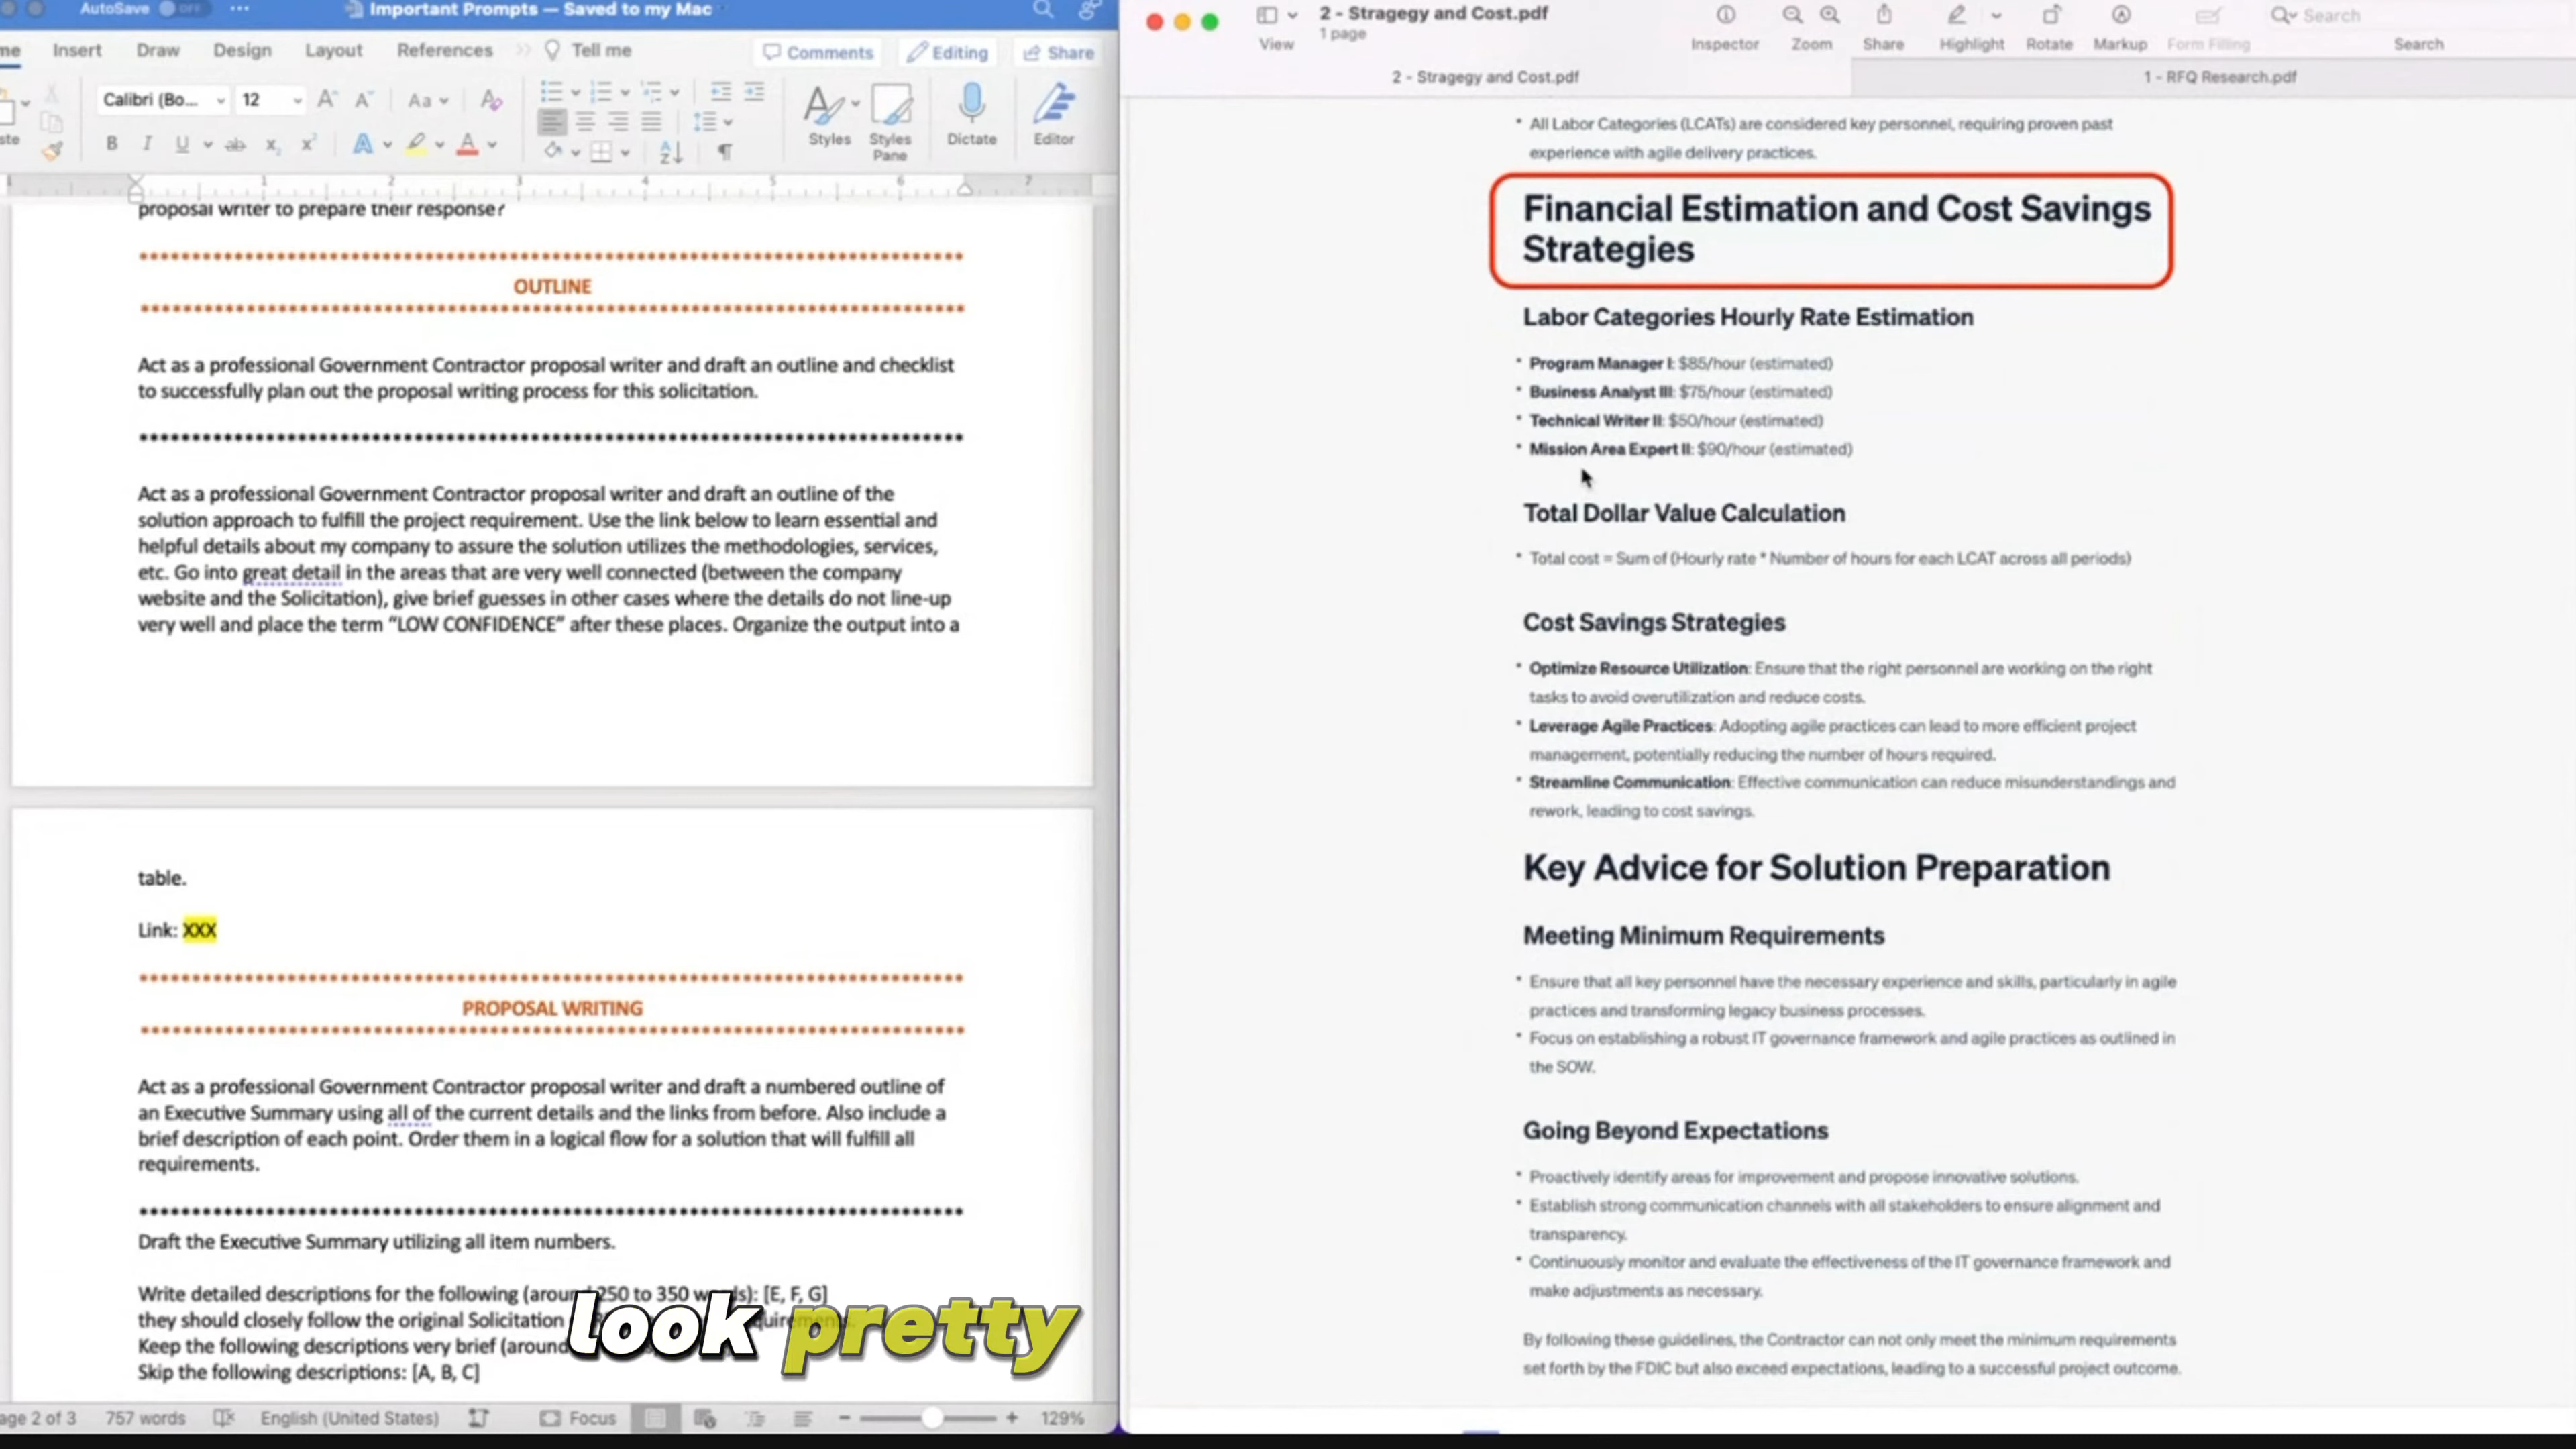 AutoSave OFF ... Important Prompts — Saved to my Mac
me Insert Draw Design Layout References Tell me Comments Editing Share
Calibri (Bo... 12 Aa
ste B I U ab x x A A Styles Styles Pane Dictate Editor
1 1 2 3 4 5 6 7
proposal writer to prepare their response?
OUTLINE
Act as a professional Government Contractor proposal writer and draft an outline and checklist
to successfully plan out the proposal writing process for this solicitation.
Act as a professional Government Contractor proposal writer and draft an outline of the
solution approach to fulfill the project requirement. Use the link below to learn essential and
helpful details about my company to assure the solution utilizes the methodologies, services,
etc. Go into great detail in the areas that are very well connected (between the company
website and the Solicitation), give brief guesses in other cases where the details do not line-up
very well and place the term “LOW CONFIDENCE” after these places. Organize the output into a
table.
Link: XXX
PROPOSAL WRITING
Act as a professional Government Contractor proposal writer and draft a numbered outline of
an Executive Summary using all of the current details and the links from before. Also include a
brief description of each point. Order them in a logical flow for a solution that will fulfill all
requirements.
Draft the Executive Summary utilizing all item numbers.
Write detailed descriptions for the following (around 250 to 350 words): [E, F, G]
they should closely follow the original Solicitation
Keep the following descriptions very brief (around
Skip the following descriptions: [A, B, C]
age 2 of 3 757 words English (United States) Focus 129%
look pretty
2 - Stragegy and Cost.pdf
1 page
View Inspector Zoom Share Highlight Rotate Markup Form Filling Search
Search
2 - Stragegy and Cost.pdf 1 - RFQ Research.pdf
• All Labor Categories (LCATs) are considered key personnel, requiring proven past
experience with agile delivery practices.
Financial Estimation and Cost Savings
Strategies
Labor Categories Hourly Rate Estimation
• Program Manager I: $85/hour (estimated)
• Business Analyst III: $75/hour (estimated)
• Technical Writer II: $50/hour (estimated)
• Mission Area Expert II: $90/hour (estimated)
Total Dollar Value Calculation
• Total cost = Sum of (Hourly rate * Number of hours for each LCAT across all periods)
Cost Savings Strategies
• Optimize Resource Utilization: Ensure that the right personnel are working on the right
tasks to avoid overutilization and reduce costs.
• Leverage Agile Practices: Adopting agile practices can lead to more efficient project
management, potentially reducing the number of hours required.
• Streamline Communication: Effective communication can reduce misunderstandings and
rework, leading to cost savings.
Key Advice for Solution Preparation
Meeting Minimum Requirements
• Ensure that all key personnel have the necessary experience and skills, particularly in agile
practices and transforming legacy business processes.
• Focus on establishing a robust IT governance framework and agile practices as outlined in
the SOW.
Going Beyond Expectations
• Proactively identify areas for improvement and propose innovative solutions.
• Establish strong communication channels with all stakeholders to ensure alignment and
transparency.
• Continuously monitor and evaluate the effectiveness of the IT governance framework and
make adjustments as necessary.
By following these guidelines, the Contractor can not only meet the minimum requirements
set forth by the FDIC but also exceed expectations, leading to a successful project outcome.